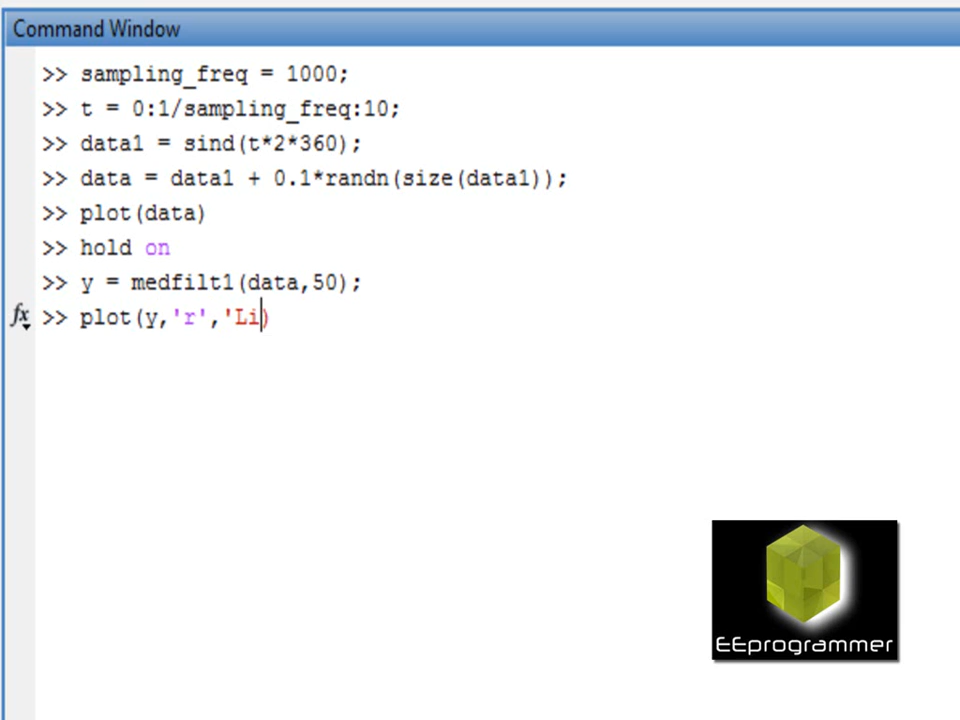 Command Window
>> sampling_freq = 1000;
>> t = 0:1/sampling_freq:10;
>> data1 = sind(t*2*360);
>> data = data1 + 0.1*randn(size(data1));
>> plot(data)
>> hold on
>> y = medfilt1(data,50);
fx >> plot(y,'r','Li)
EEprogrammer